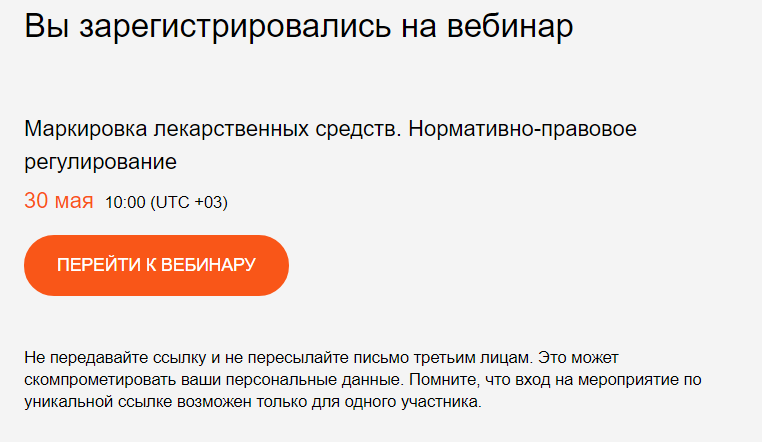 Вы зарегистрировались на вебинар
Маркировка лекарственных средств. Нормативно-правовое
регулирование
30 мая 10:00 (UTC +03)
ПЕРЕЙТИ К ВЕБИНАРУ
Не передавайте ссылку и не пересылайте письмо третьим лицам. Это может
скомпрометировать ваши персональные данные. Помните, что вход на мероприятие по
уникальной ссылке возможен только для одного участника.